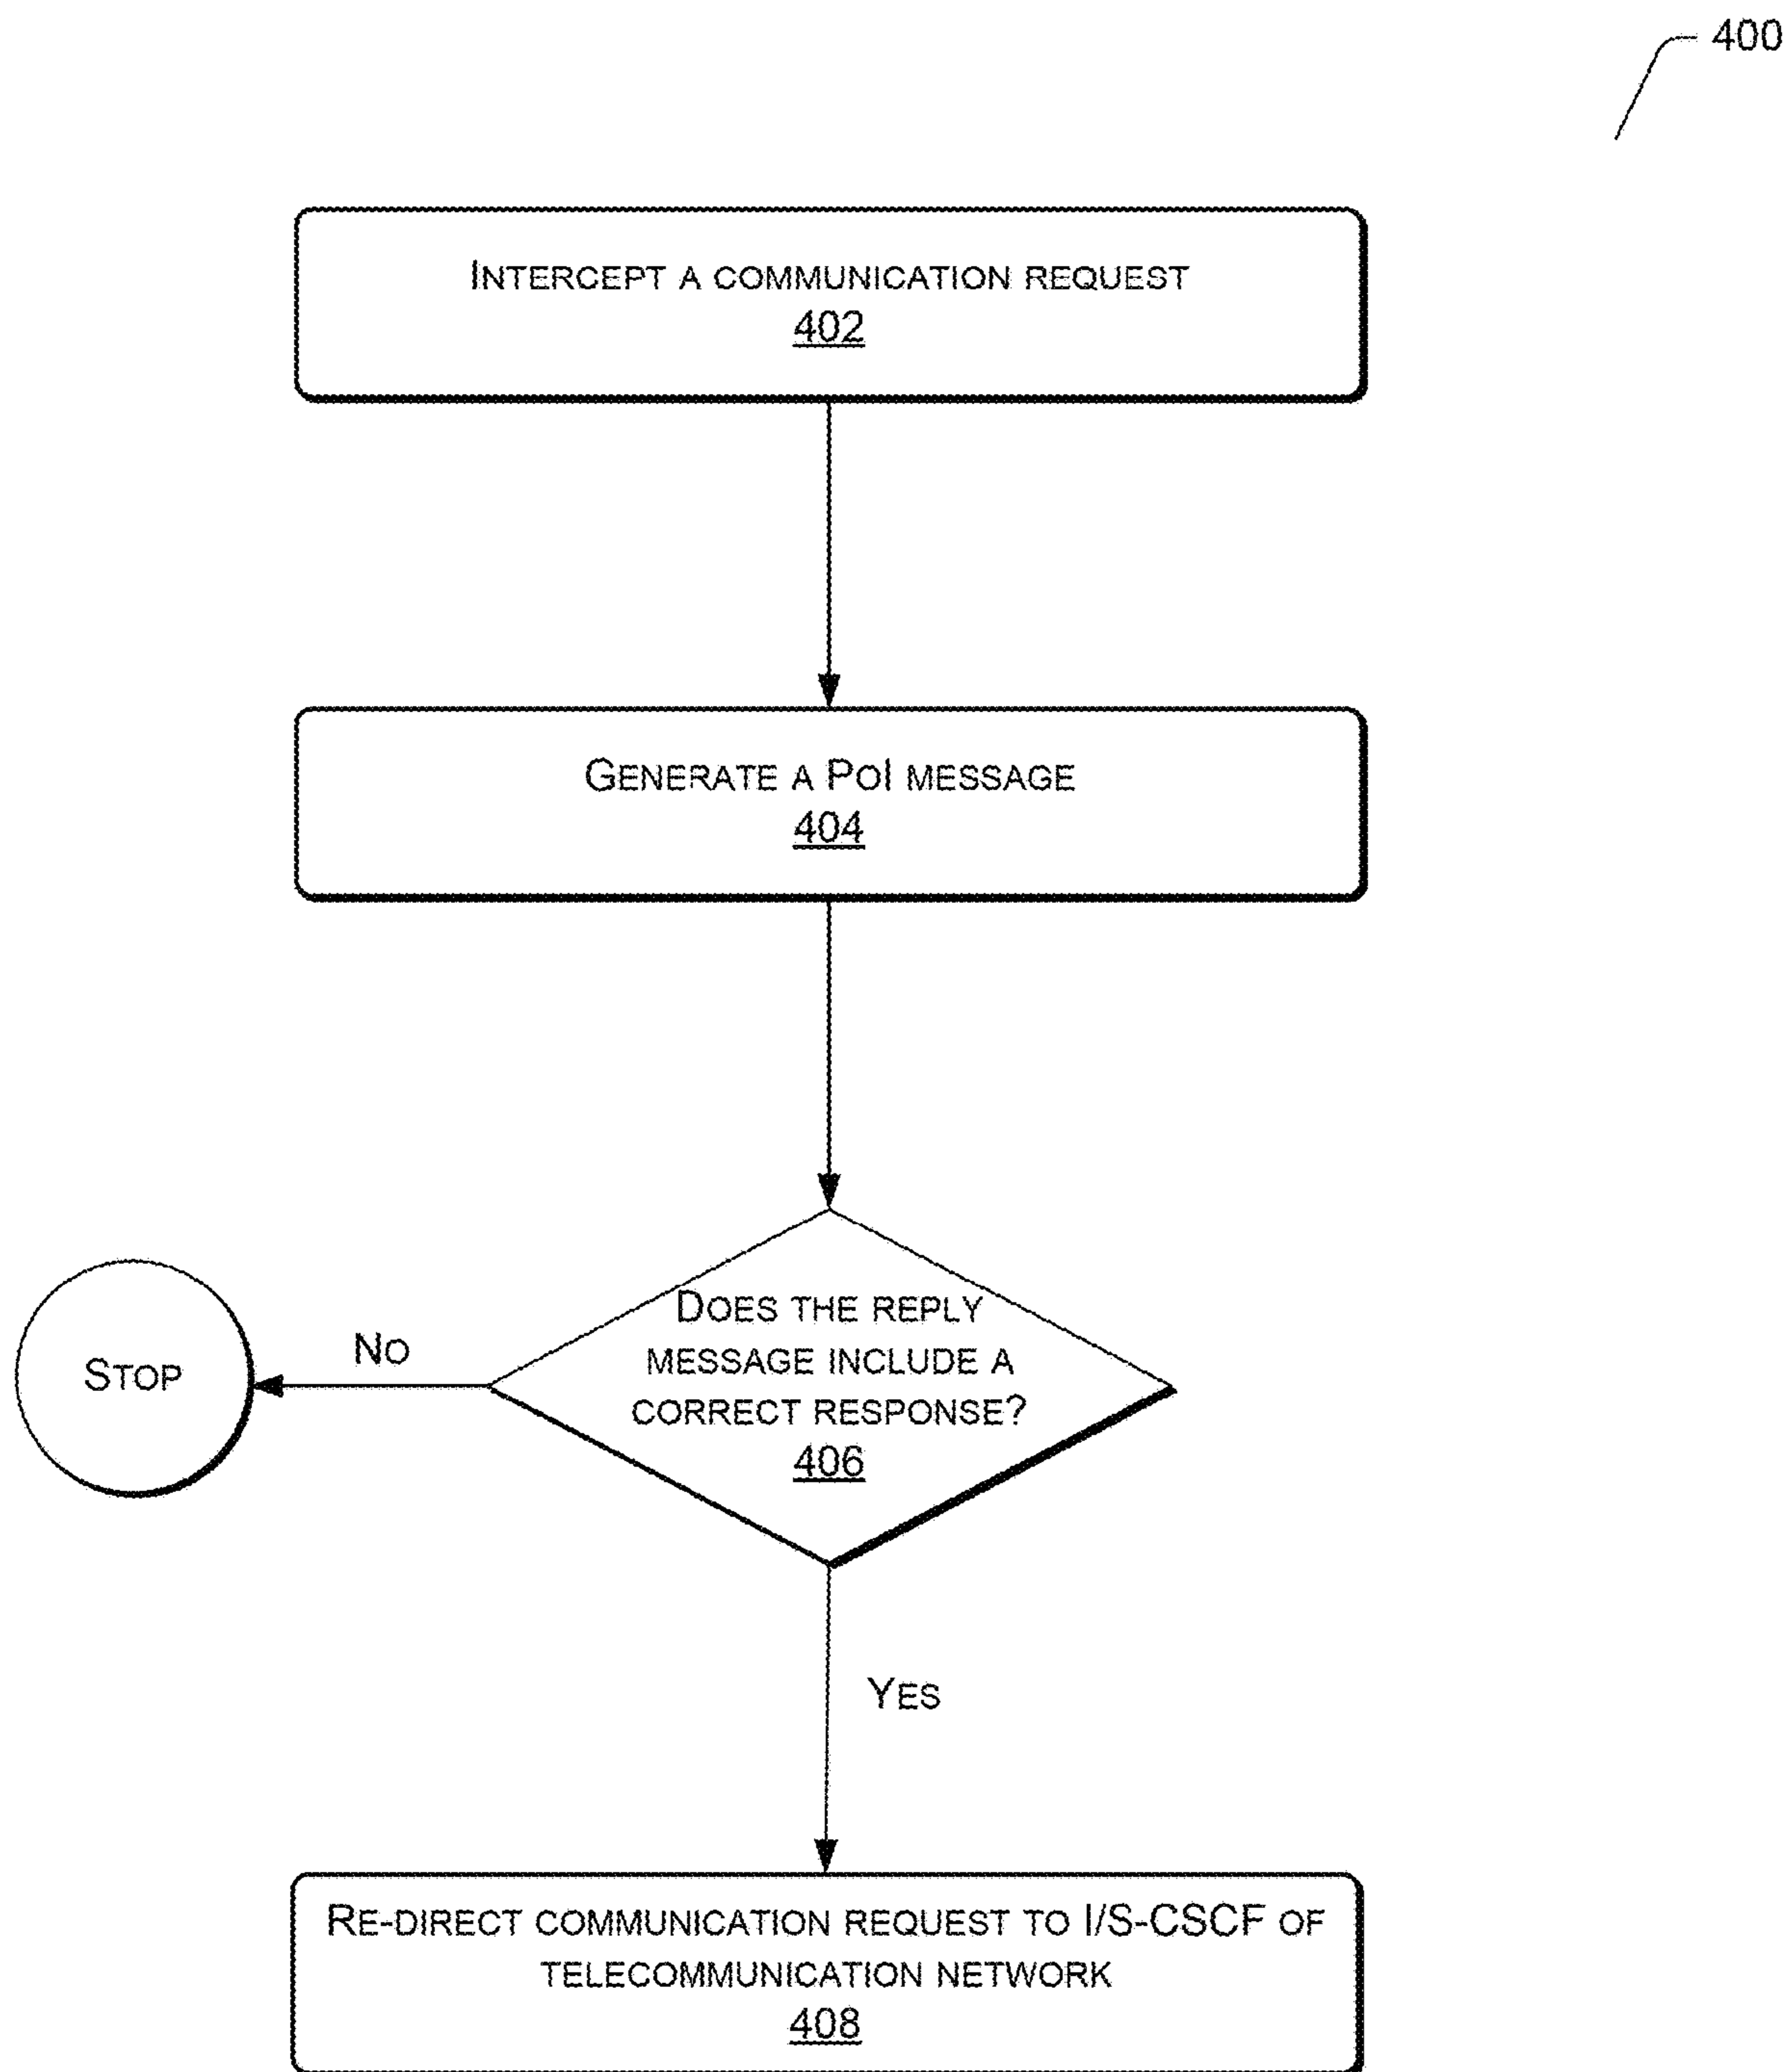 400
INTERCEPT A COMMUNICATION REQUEST
402
GENERATE A POI MESSAGE
404
DOES THE REPLY
MESSAGE INCLUDE A
CORRECT RESPONSE?
406
NO
STOP
YES
RE-DIRECT COMMUNICATION REQUEST TO I/S-CSCF OF
TELECOMMUNICATION NETWORK
408